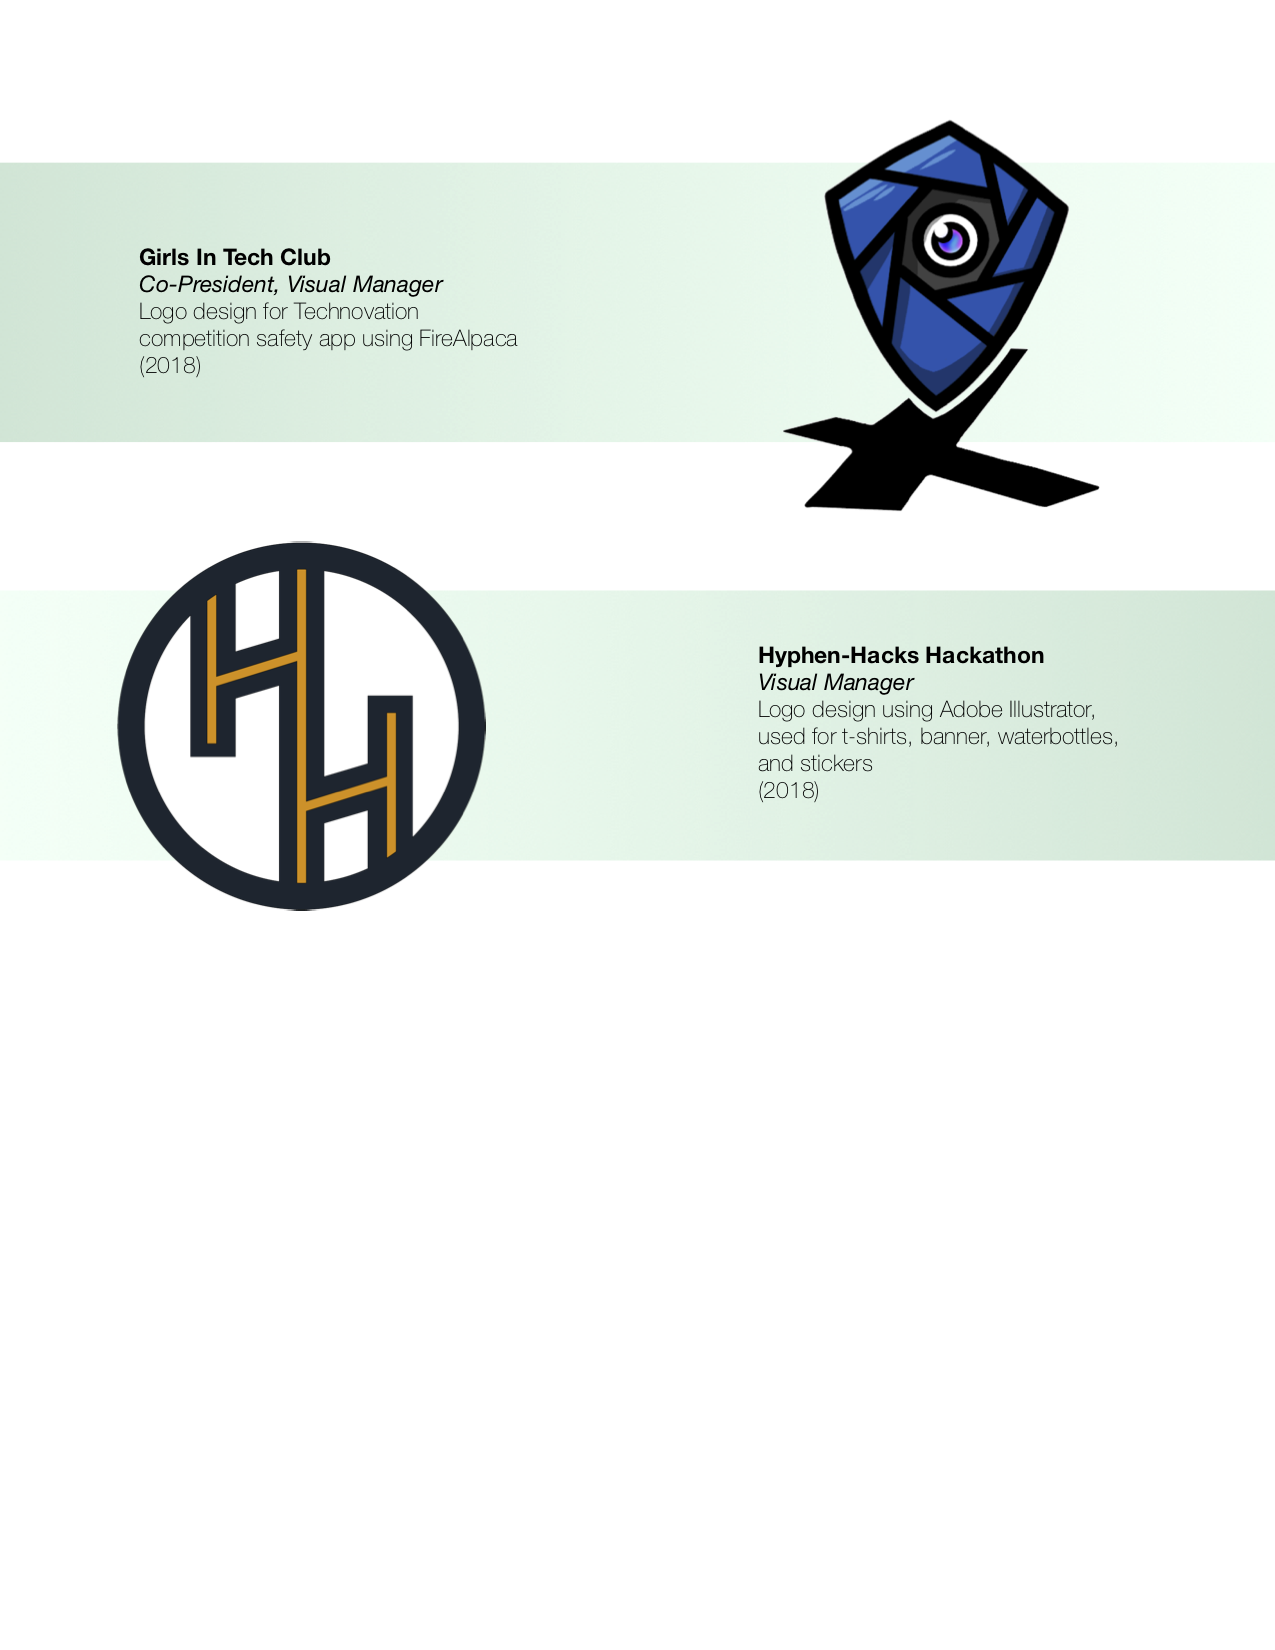 Girls In Tech Club
Co-President, Visual Manager
Logo design for Technovation
competition safety app using FireAlpaca
(2018)
Hyphen-Hacks Hackathon
Visual Manager
Logo design using Adobe Illustrator,
used for t-shirts, banner, waterbottles,
and stickers
(2018)